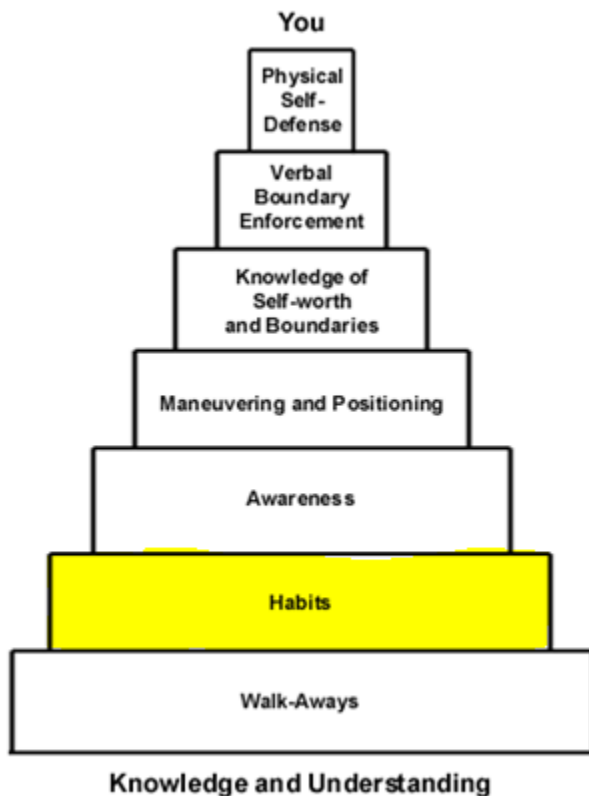 You
Physical
Self-
Defense
Verbal
Boundary
Enforcement
Knowledge of
Self-worth
and Boundaries
Maneuvering and Positioning
Awareness
Habits
Walk-Aways
Knowledge and Understanding